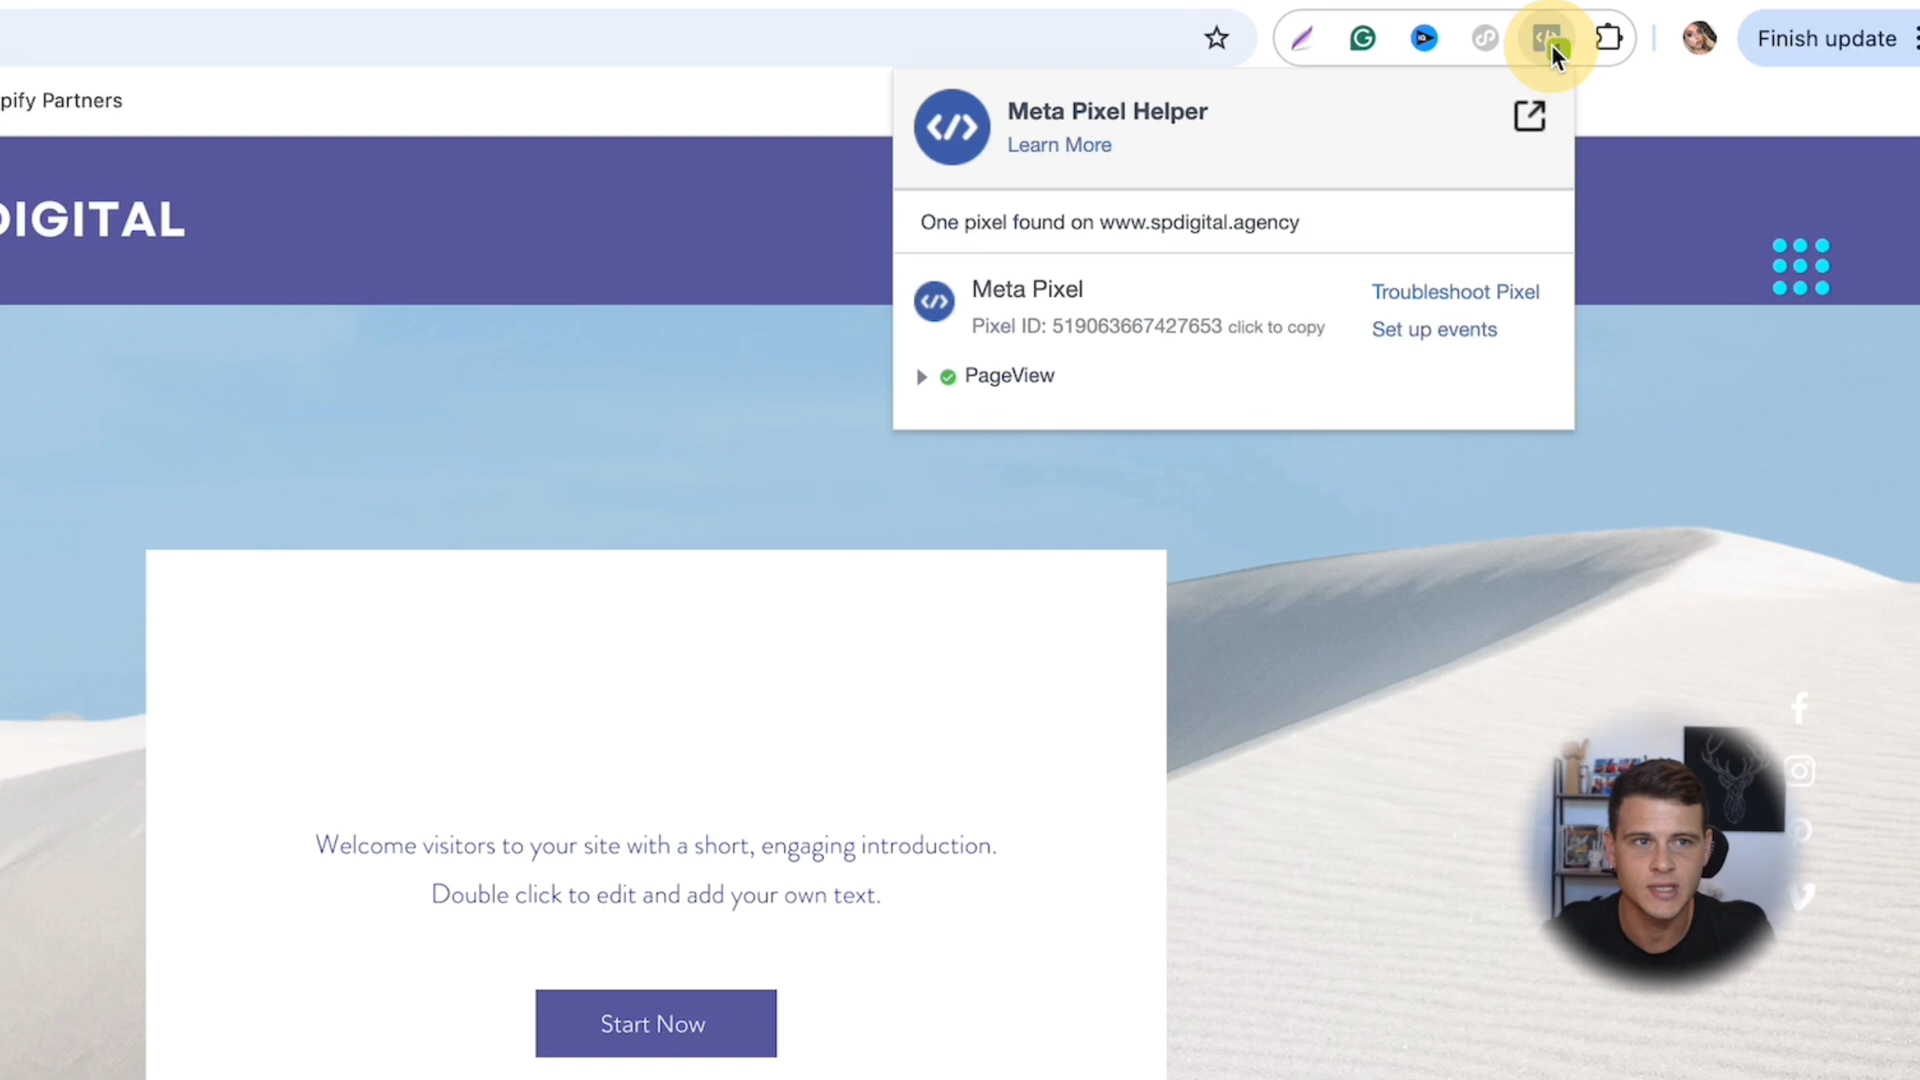 Finish update
pify Partners
Meta Pixel Helper
Learn More
DIGITAL
One pixel found on www.spdigital.agency
Meta Pixel
Troubleshoot Pixel
Pixel ID: 519063667427653 click to copy
Set up events
PageView
Welcome visitors to your site with a short, engaging introduction.
Double click to edit and add your own text.
Start Now